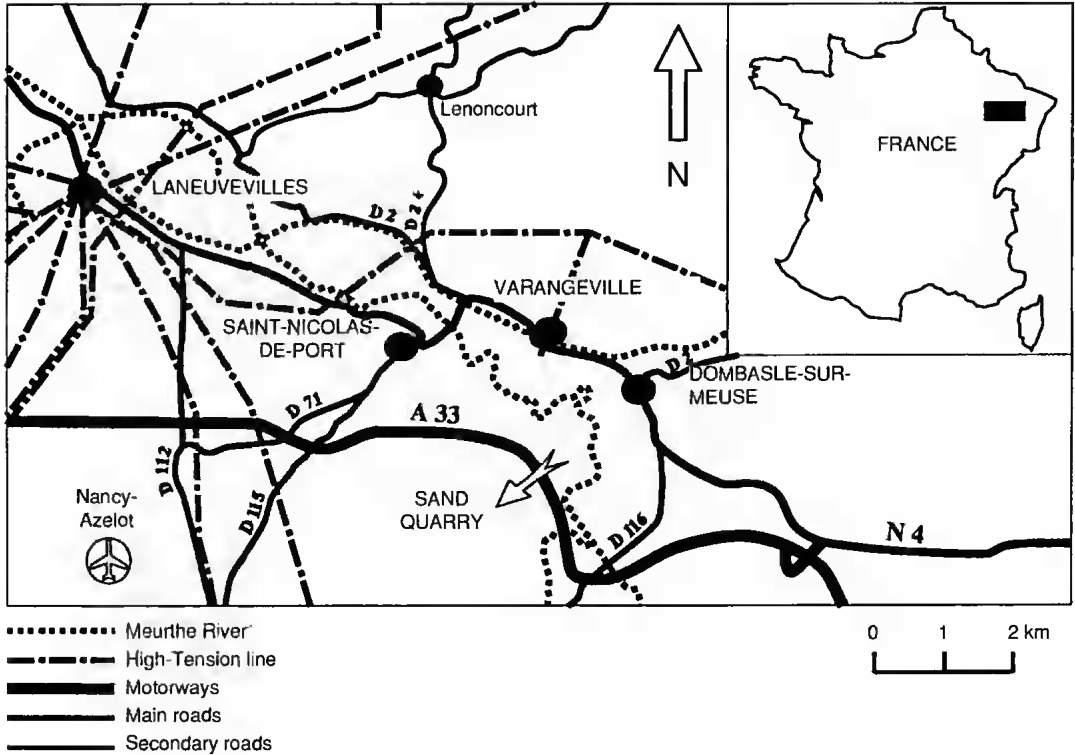 Lenoncourt
N
FRANCE
LANEUVEVILLES
D 2
D 24
VARANGEVILLE
SAINT-NICOLAS-
DE-PORT
D 2
DOMBASLE-SUR-
MEUSE
D 71
A 33
D 112
Nancy-
Azelot
D 115
SAND
QUARRY
D 116
N 4
Meurthe River
High-Tension line
Motorways
Main roads
Secondary roads
0 1 2 km